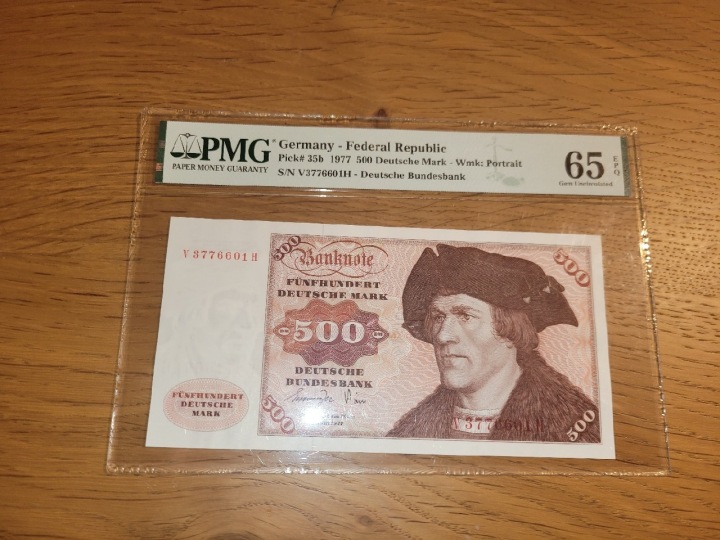 PMG
PAPER MONEY GUARANTY
Germany - Federal Republic
Pick# 35b 1977 500 Deutsche Mark - Wmk: Portrait
S/N V3776601H - Deutsche Bundesbank
65 EPQ
Gem Uncirculated
V3776601H
500
Banknote
FÜNFHUNDERT
DEUTSCHE MARK
500
500
DEUTSCHE
BUNDESBANK
FÜNFHUNDERT
DEUTSCHE
MARK
500
V3776601H
500